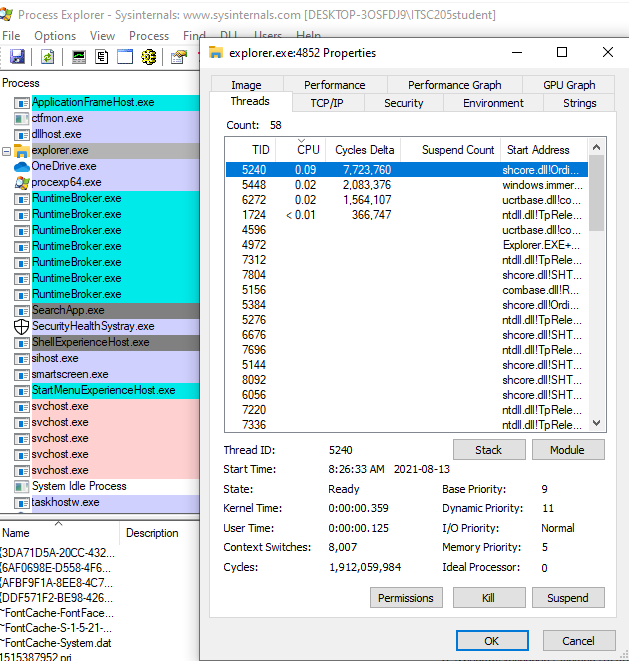 Process Explorer - Sysinternals: www.sysinternals.com [DESKTOP-3OSFDJ9\ITSC205student]
File Options View Process Find DLL Users Help
Process
ApplicationFrameHost.exe
ctfmon.exe
dllhost.exe
explorer.exe
OneDrive.exe
procexp64.exe
RuntimeBroker.exe
RuntimeBroker.exe
RuntimeBroker.exe
RuntimeBroker.exe
RuntimeBroker.exe
RuntimeBroker.exe
RuntimeBroker.exe
SearchApp.exe
SecurityHealthSystray.exe
ShellExperienceHost.exe
sihost.exe
smartscreen.exe
StartMenuExperienceHost.exe
svchost.exe
svchost.exe
svchost.exe
svchost.exe
svchost.exe
System Idle Process
taskhostw.exe
Name Description
{3DA71D5A-20CC-432...
{6AF0698E-D558-4F6...
{AFBF9F1A-8EE8-4C7...
{DDF571F2-BE98-426...
~FontCache-FontFace...
~FontCache-S-1-5-21-...
~FontCache-System.dat
1515387952.pri
explorer.exe:4852 Properties
Image Performance Performance Graph GPU Graph
Threads TCP/IP Security Environment Strings
Count: 58
TID CPU Cycles Delta Suspend Count Start Address
5240 0.09 7,723,760 shcore.dll!Ordi...
5448 0.02 2,083,376 windows.immer...
6272 0.02 1,564,107 ucrtbase.dll!co...
1724 < 0.01 366,747 ntdll.dll!TpRele...
4596 ucrtbase.dll!co...
4972 Explorer.EXE+...
7312 ntdll.dll!TpRele...
7804 shcore.dll!SHT...
5156 combase.dll!R...
5384 shcore.dll!Ordi...
5276 ntdll.dll!TpRele...
6676 shcore.dll!SHT...
7696 ntdll.dll!TpRele...
5144 shcore.dll!SHT...
8092 shcore.dll!SHT...
6056 shcore.dll!SHT...
7220 ntdll.dll!TpRele...
7336 ntdll.dll!TpRele...
Thread ID: 5240 Stack Module
Start Time: 8:26:33 AM 2021-08-13
State: Ready Base Priority: 9
Kernel Time: 0:00:00.359 Dynamic Priority: 11
User Time: 0:00:00.125 I/O Priority: Normal
Context Switches: 8,007 Memory Priority: 5
Cycles: 1,912,059,984 Ideal Processor: 0
Permissions Kill Suspend
OK Cancel